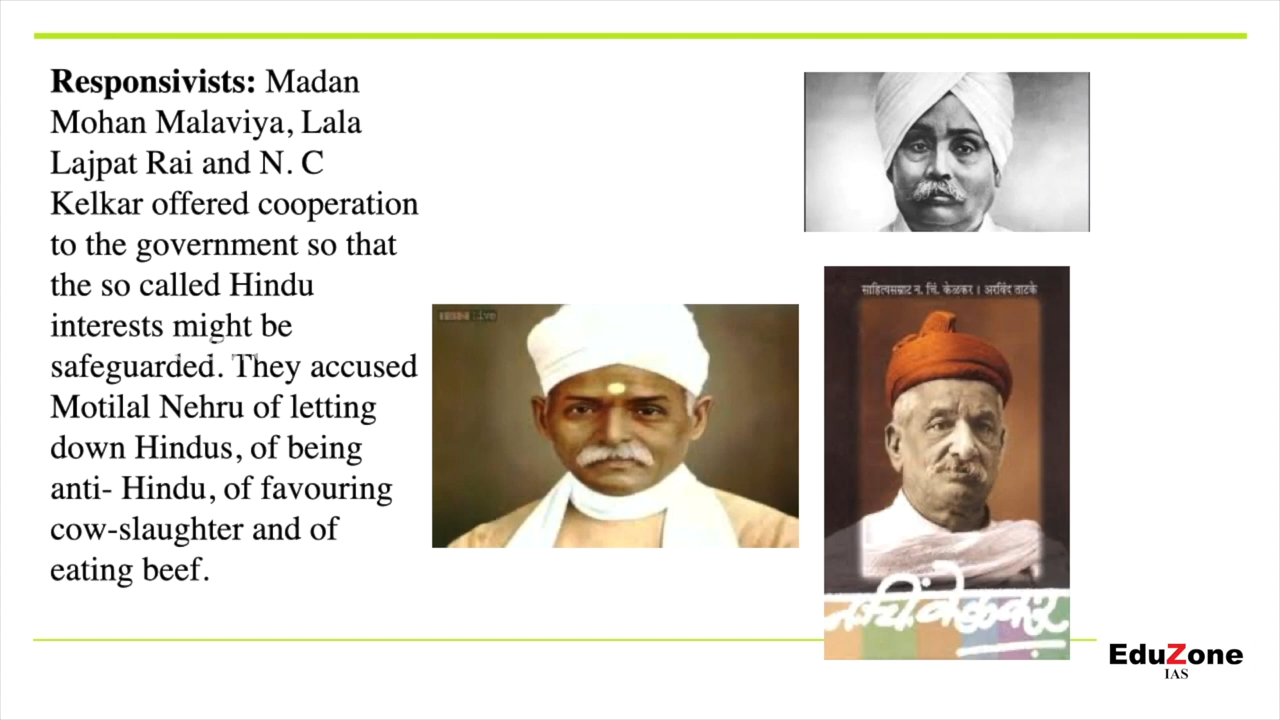 Responsivists: Madan
Mohan Malaviya, Lala
Lajpat Rai and N. C
Kelkar offered cooperation
to the government so that
the so called Hindu
interests might be
safeguarded. They accused
Motilal Nehru of letting
down Hindus, of being
anti- Hindu, of favouring
cow-slaughter and of
eating beef.
साहित्यसम्राट न. चिं. केळकर । अरविंद ताटके
न. चिं. केळकर
EduZone
IAS